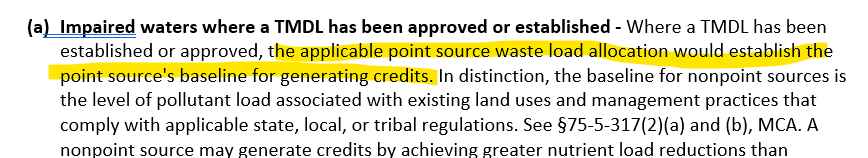 (a) Impaired waters where a TMDL has been approved or established - Where a TMDL has been
established or approved, the applicable point source waste load allocation would establish the
point source's baseline for generating credits. In distinction, the baseline for nonpoint sources is
the level of pollutant load associated with existing land uses and management practices that
comply with applicable state, local, or tribal regulations. See §75-5-317(2)(a) and (b), MCA. A
nonpoint source may generate credits by achieving greater nutrient load reductions than